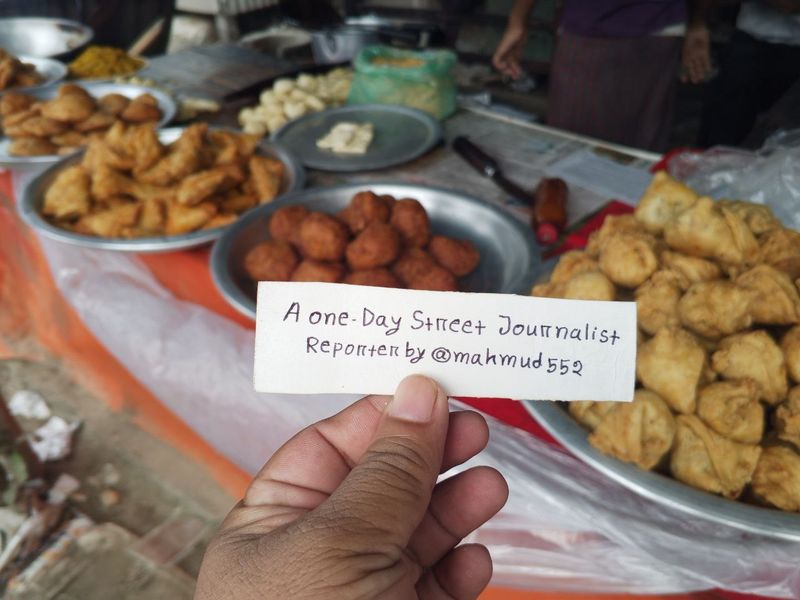 A one-Day Street Journalist
Reporter by @mahmud552